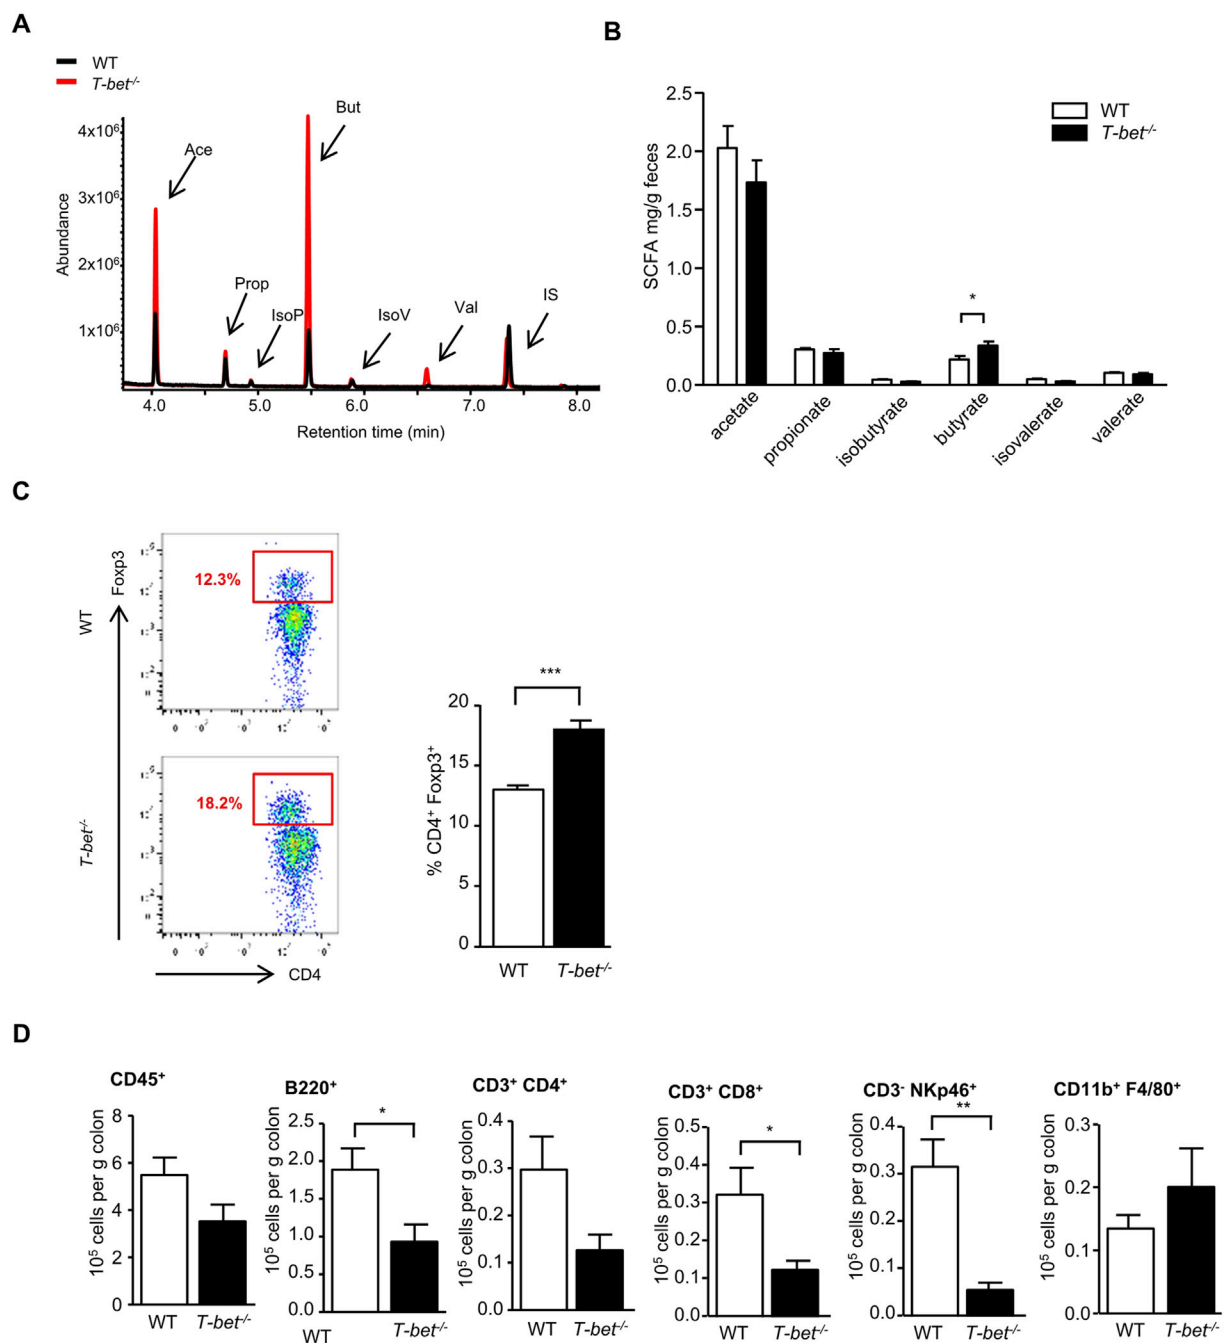 A
WT
T-bet-/-
4x10⁶
3x10⁶
2x10⁶
1x10⁶
Abundance
Ace
Prop
IsoP
But
IsoV
Val
IS
4.0 5.0 6.0 7.0 8.0
Retention time (min)
B
WT
T-bet-/-
2.5
2.0
1.5
1.0
0.5
0.0
SCFA mg/g feces
*
acetate propionate isobutyrate butyrate isovalerate valerate
C
Foxp3
WT
12.3%
T-bet-/-
18.2%
CD4
***
20
15
10
5
0
% CD4⁺ Foxp3⁺
WT T-bet-/-
D
CD45⁺
8
6
4
2
0
10⁵ cells per g colon
WT T-bet-/-
B220⁺
*
2.5
2.0
1.5
1.0
0.5
0.0
10⁵ cells per g colon
WT T-bet-/-
CD3⁺ CD4⁺
0.4
0.3
0.2
0.1
0.0
10⁵ cells per g colon
WT T-bet-/-
CD3⁺ CD8⁺
*
0.5
0.4
0.3
0.2
0.1
0.0
10⁵ cells per g colon
WT T-bet-/-
CD3⁻ NKp46⁺
**
0.4
0.3
0.2
0.1
0.0
10⁵ cells per g colon
WT T-bet-/-
CD11b⁺ F4/80⁺
0.3
0.2
0.1
0.0
10⁵ cells per g colon
WT T-bet-/-